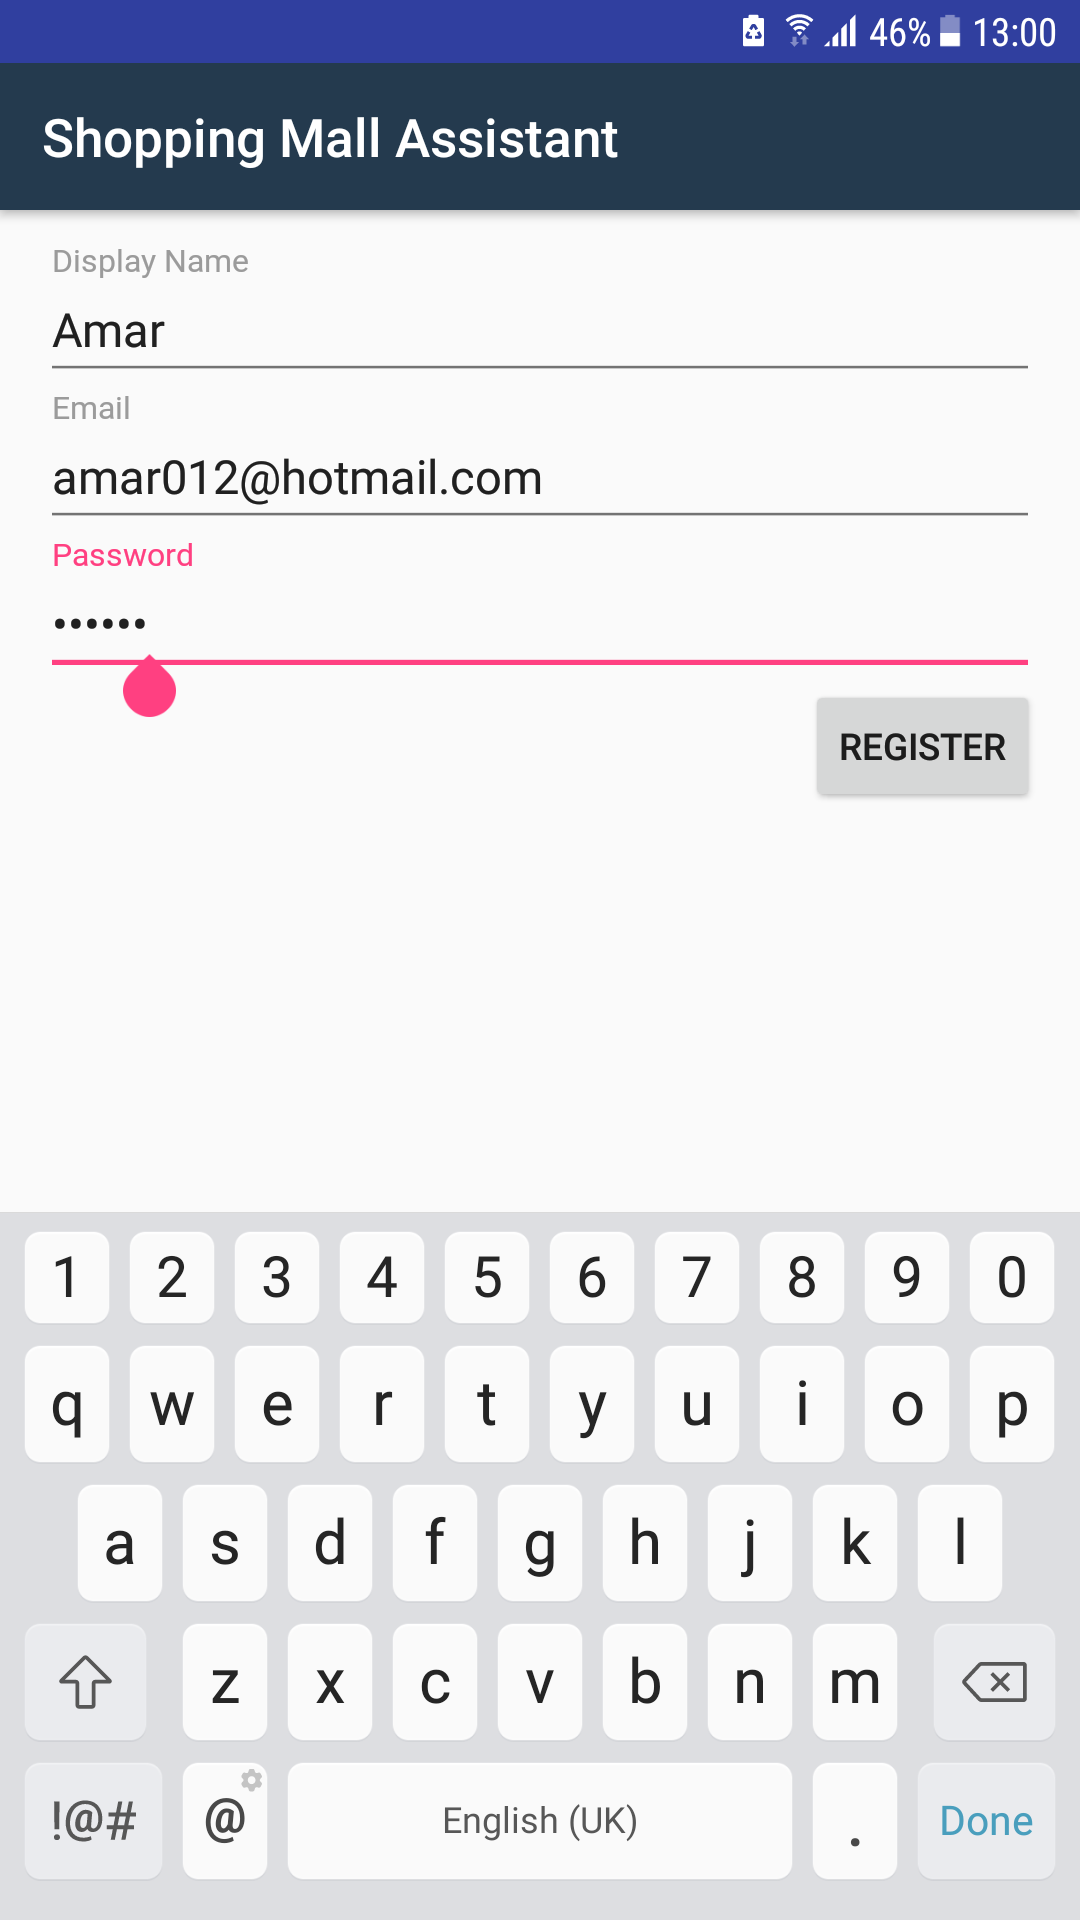 46% 13:00
Shopping Mall Assistant
Display Name
Amar
Email
amar012@hotmail.com
Password
••••••
REGISTER
1 2 3 4 5 6 7 8 9 0
q w e r t y u i o p
a s d f g h j k l
z x c v b n m
!@# @ English (UK) . Done